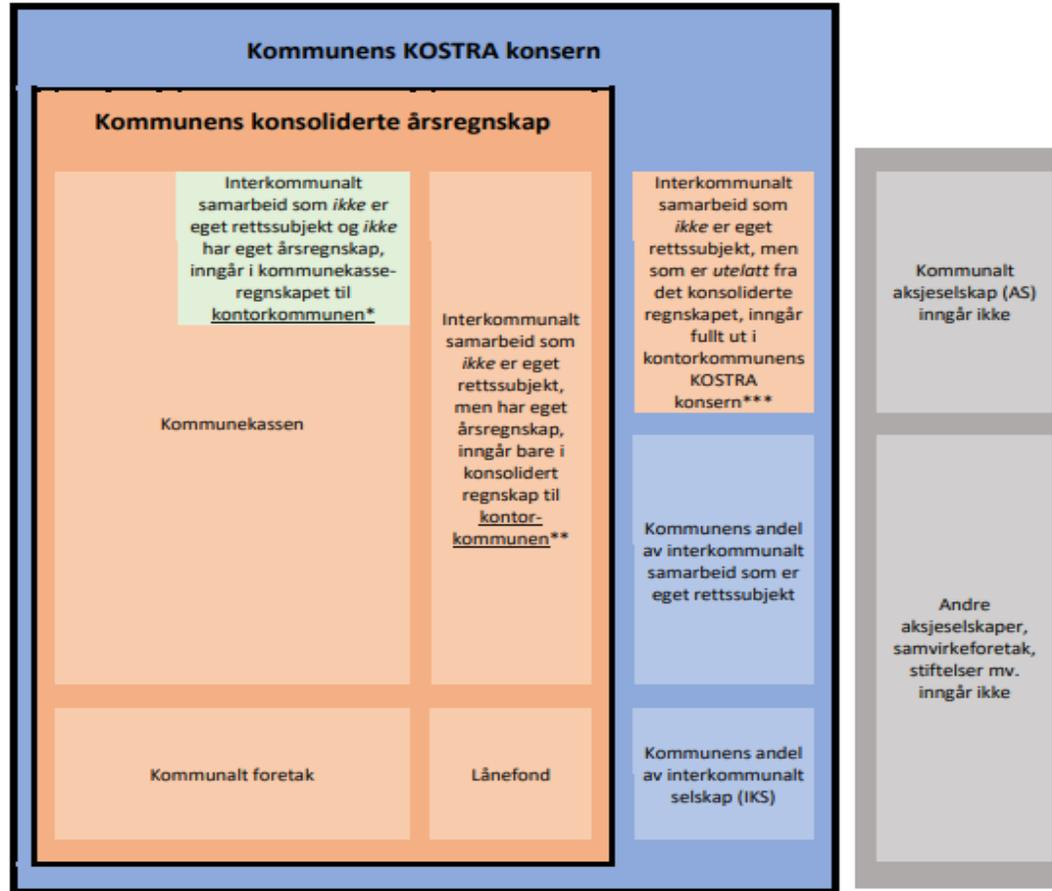 Kommunens KOSTRA konsern
Kommunens konsoliderte årsregnskap
Interkommunalt
samarbeid som ikke er
eget rettssubjekt og ikke
har eget årsregnskap,
inngår i kommunekasse-
regnskapet til
kontorkommunen*
Kommunekassen
Interkommunalt
samarbeid som
ikke er eget
rettssubjekt,
men har eget
årsregnskap,
inngår bare i
konsolidert
regnskap til
kontor-
kommunen**
Kommunalt foretak
Lånefond
Interkommunalt
samarbeid som
ikke er eget
rettssubjekt, men
som er utelatt fra
det konsoliderte
regnskapet, inngår
fullt ut i
kontorkommunens
KOSTRA
konsern***
Kommunens andel
av interkommunalt
samarbeid som er
eget rettssubjekt
Kommunens andel
av interkommunalt
selskap (IKS)
Kommunalt
aksjeselskap (AS)
inngår ikke
Andre
aksjeselskaper,
samvirkeforetak,
stiftelser mv.
inngår ikke